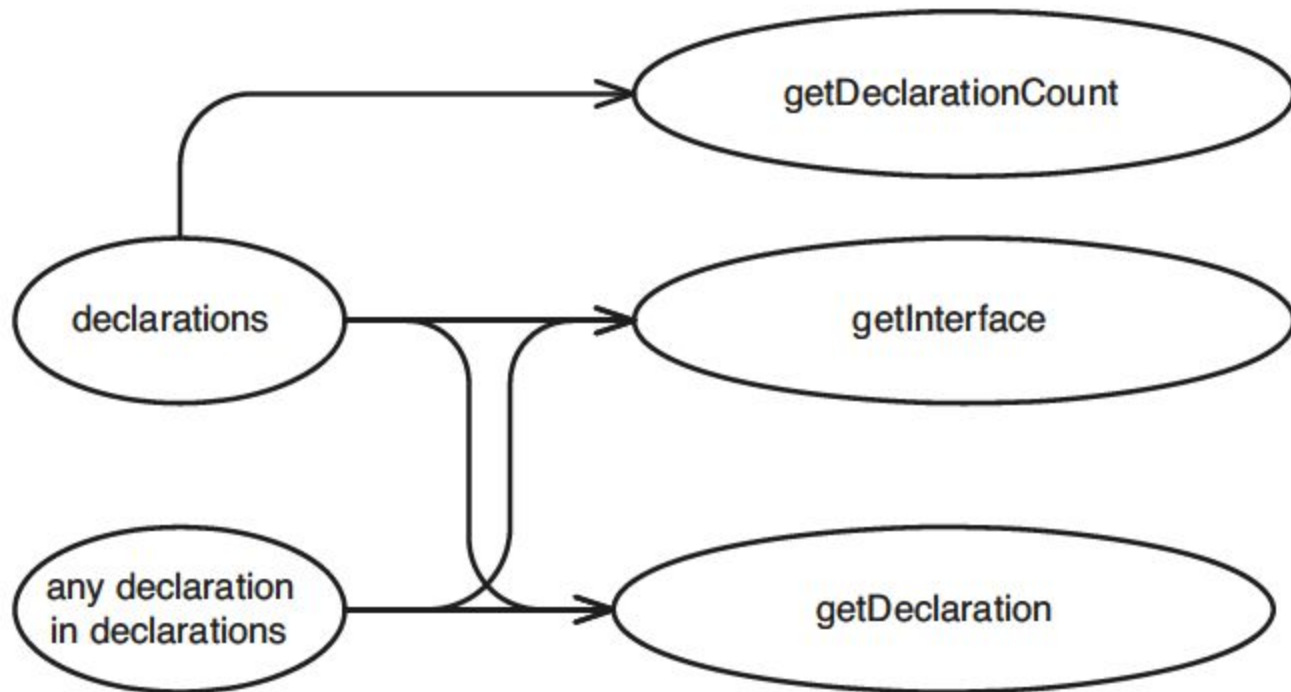 getDeclarationCount
declarations
getInterface
any declaration
in declarations
getDeclaration